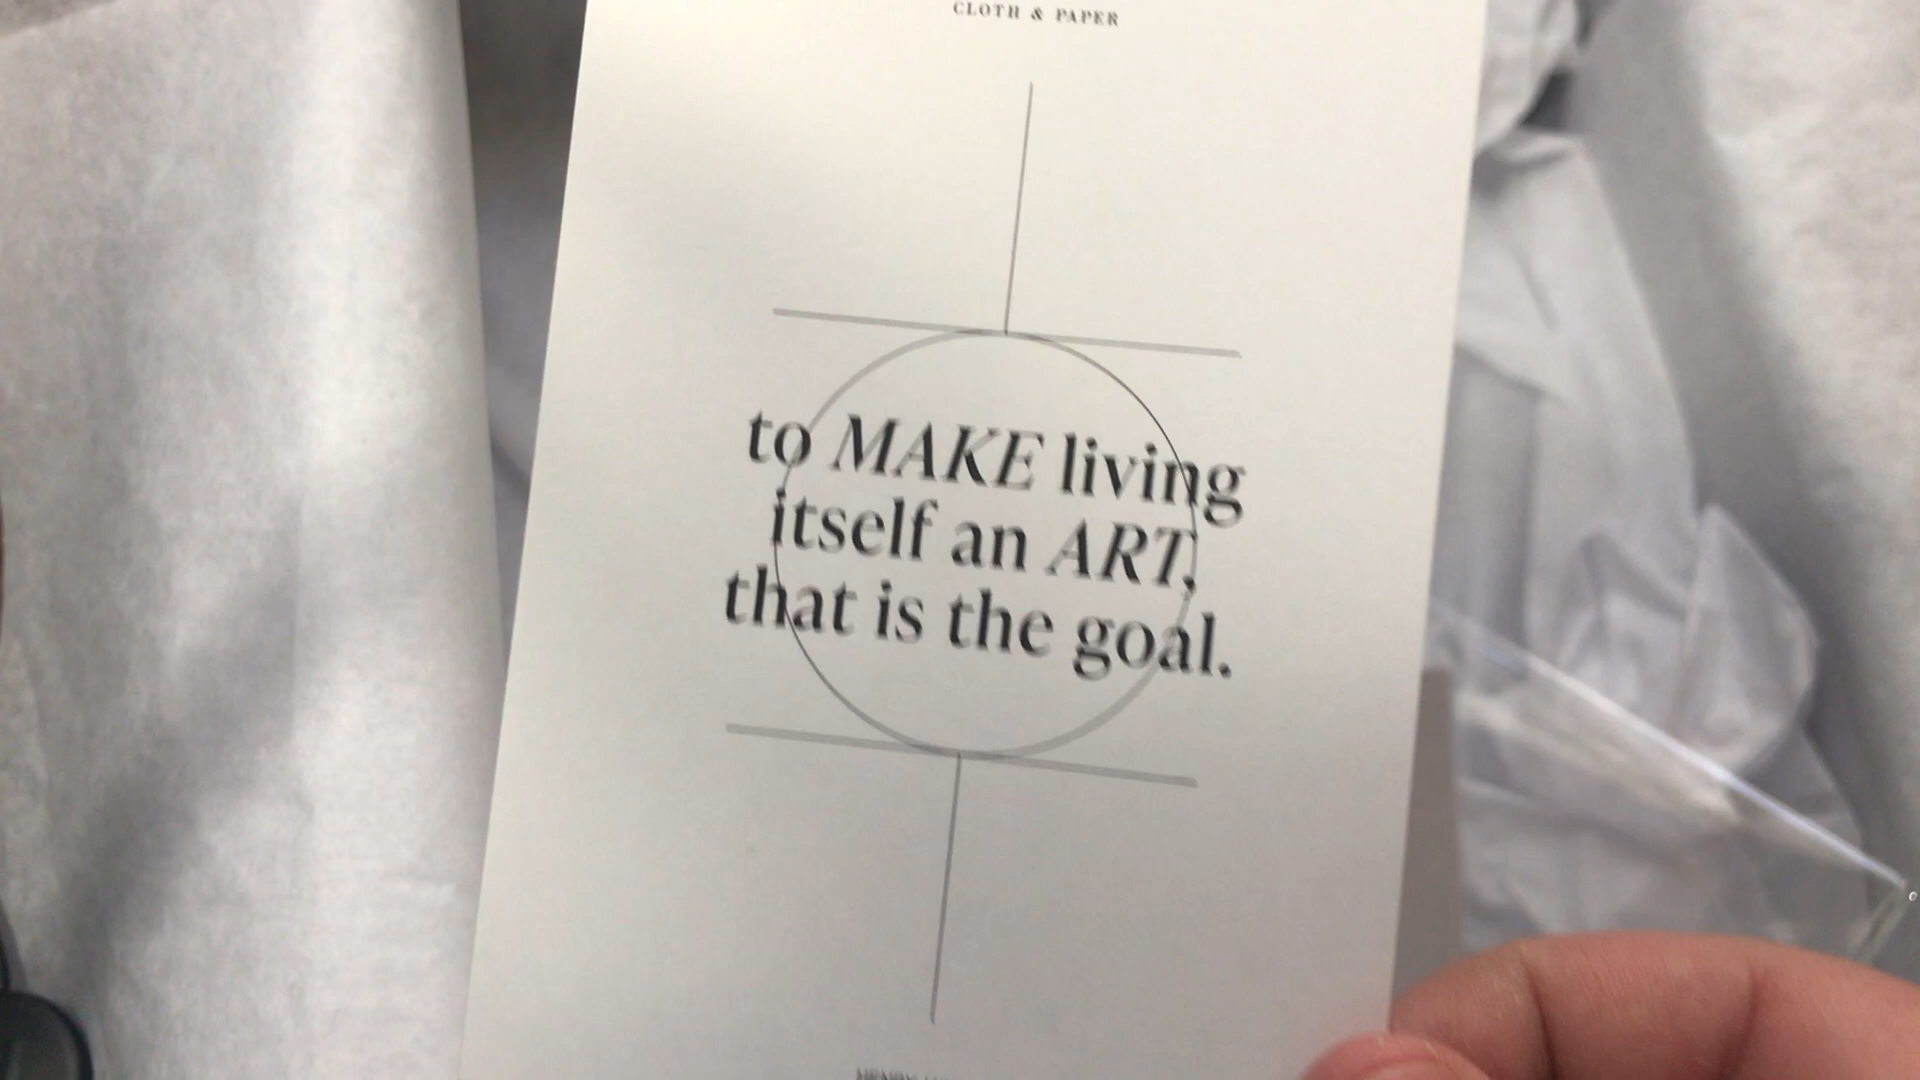 CLOTH & PAPER
to MAKE living
itself an ART,
that is the goal.